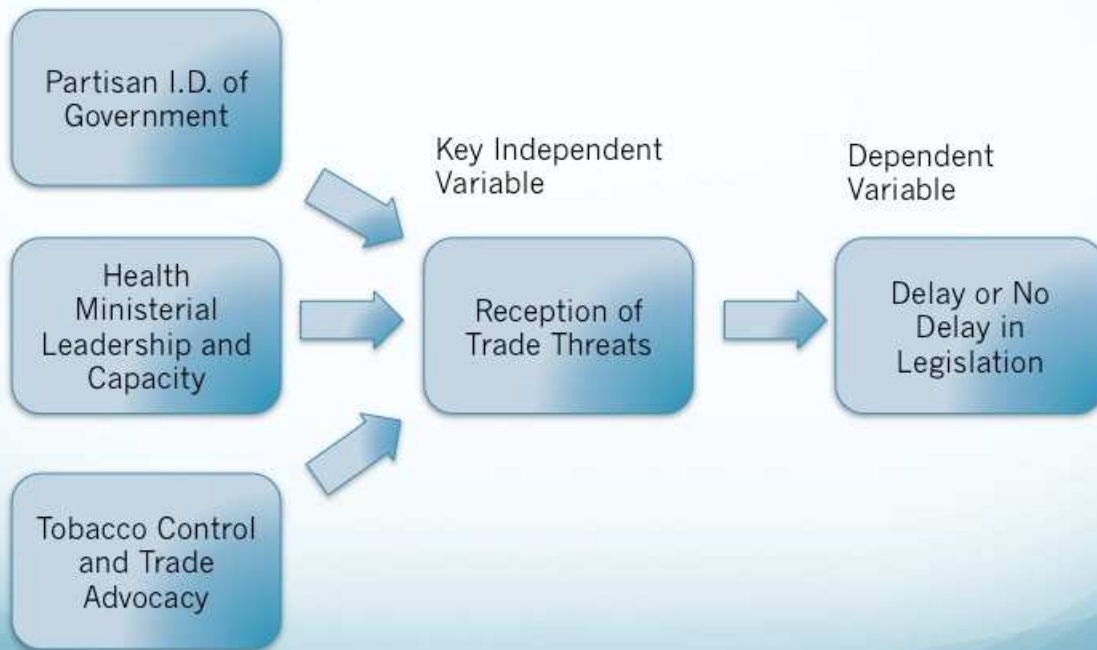 Partisan I.D. of
Government
Key Independent
Variable
Dependent
Variable
Health
Ministerial
Leadership and
Capacity
Reception of
Trade Threats
Delay or No
Delay in
Legislation
Tobacco Control
and Trade
Advocacy